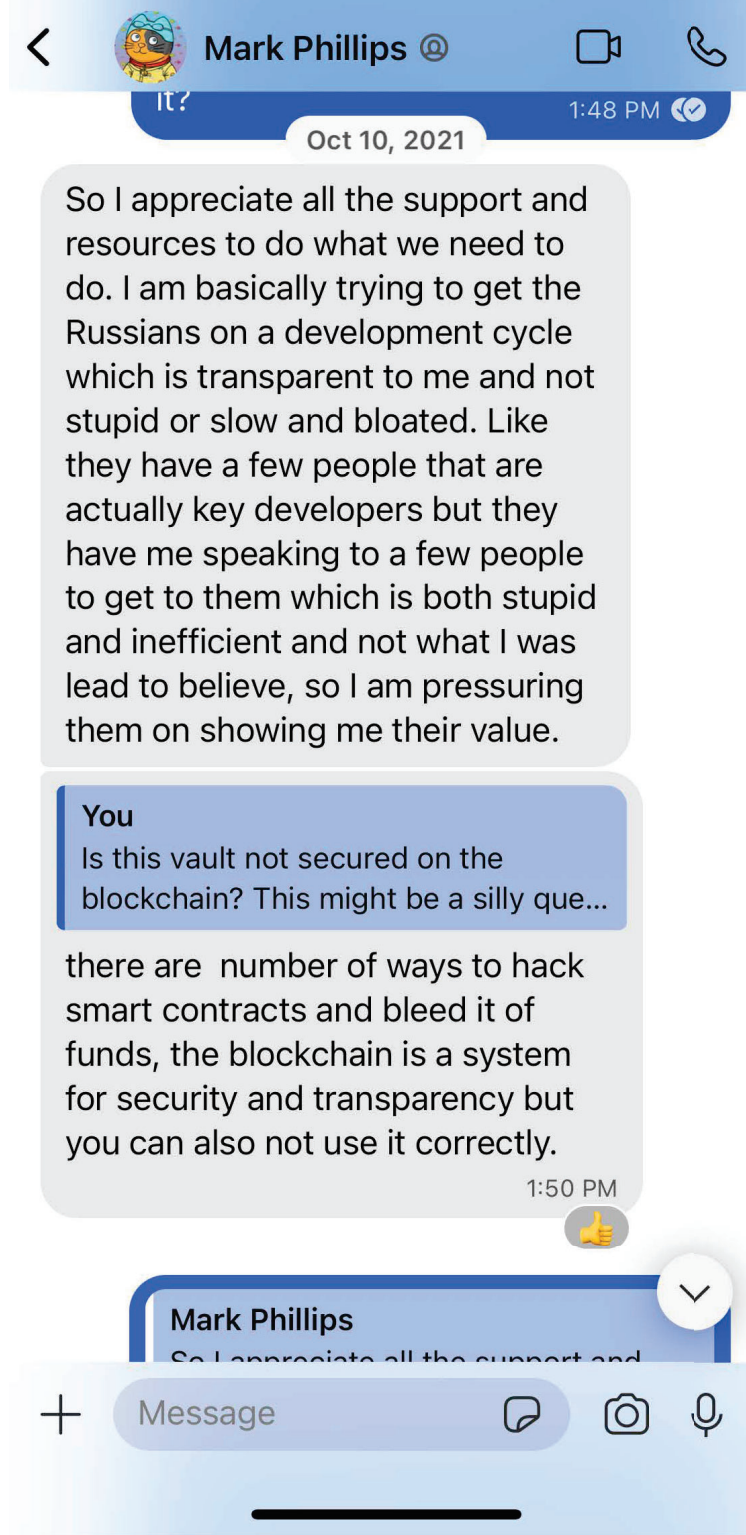 Mark Phillips
it?
1:48 PM
Oct 10, 2021
So I appreciate all the support and
resources to do what we need to
do. I am basically trying to get the
Russians on a development cycle
which is transparent to me and not
stupid or slow and bloated. Like
they have a few people that are
actually key developers but they
have me speaking to a few people
to get to them which is both stupid
and inefficient and not what I was
lead to believe, so I am pressuring
them on showing me their value.
You
Is this vault not secured on the
blockchain? This might be a silly que...
there are  number of ways to hack
smart contracts and bleed it of
funds, the blockchain is a system
for security and transparency but
you can also not use it correctly.
1:50 PM
Mark Phillips
So I appreciate all the support and
Message